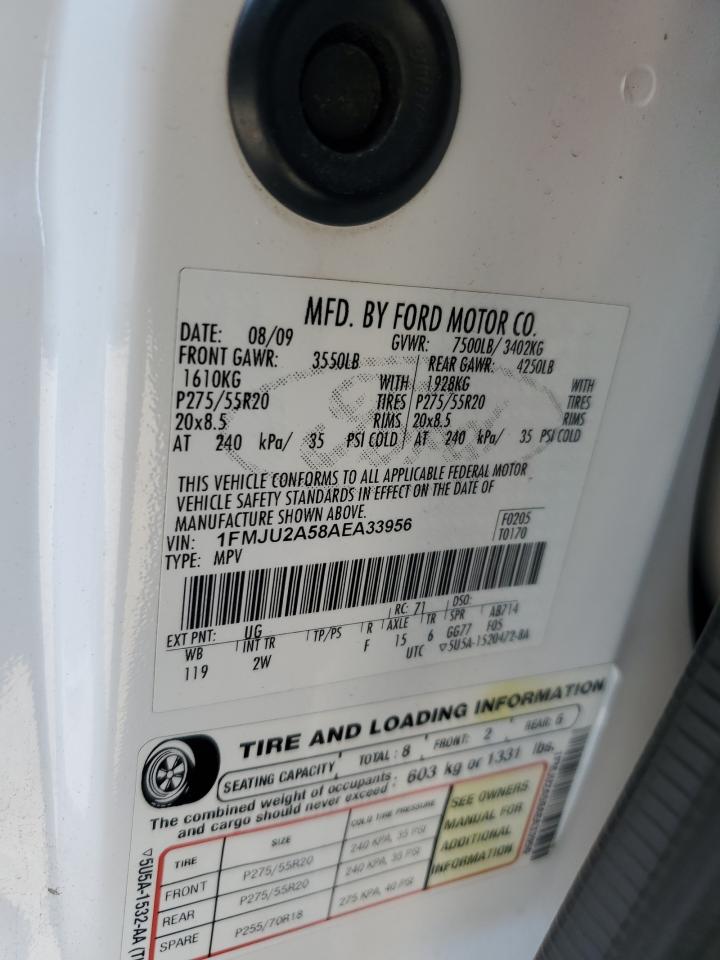 MFD. BY FORD MOTOR CO.
DATE: 08/09 GVWR: 7500LB/ 3402KG
FRONT GAWR: 3550LB REAR GAWR: 4250LB
1610KG WITH 1928KG WITH
P275/55R20 TIRES P275/55R20 TIRES
20x8.5 RIMS 20x8.5 RIMS
AT 240 kPa/ 35 PSI COLD AT 240 kPa/ 35 PSI COLD
THIS VEHICLE CONFORMS TO ALL APPLICABLE FEDERAL MOTOR
VEHICLE SAFETY STANDARDS IN EFFECT ON THE DATE OF
MANUFACTURE SHOWN ABOVE.
VIN: 1FMJU2A58AEA33956 F0205
TYPE: MPV T0170
EXT PNT: UG RC: 71 DSO:
WB INT TR TP/PS R AXLE TR SPR AB714
119 2W F 15 6 GG77 F05
UTC ▽5U5A-1520472-BA
TIRE AND LOADING INFORMATION
SEATING CAPACITY TOTAL: 8 FRONT: 2 REAR: 6
The combined weight of occupants
and cargo should never exceed : 603 kg or 1331 lbs.
TIRE SIZE COLD TIRE PRESSURE SEE OWNERS
MANUAL FOR
ADDITIONAL
INFORMATION
FRONT P275/55R20 240 KPA, 35 PSI
REAR P275/55R20 240 KPA, 35 PSI
SPARE P255/70R18 275 KPA, 40 PSI
▽5U5A-1532-AA